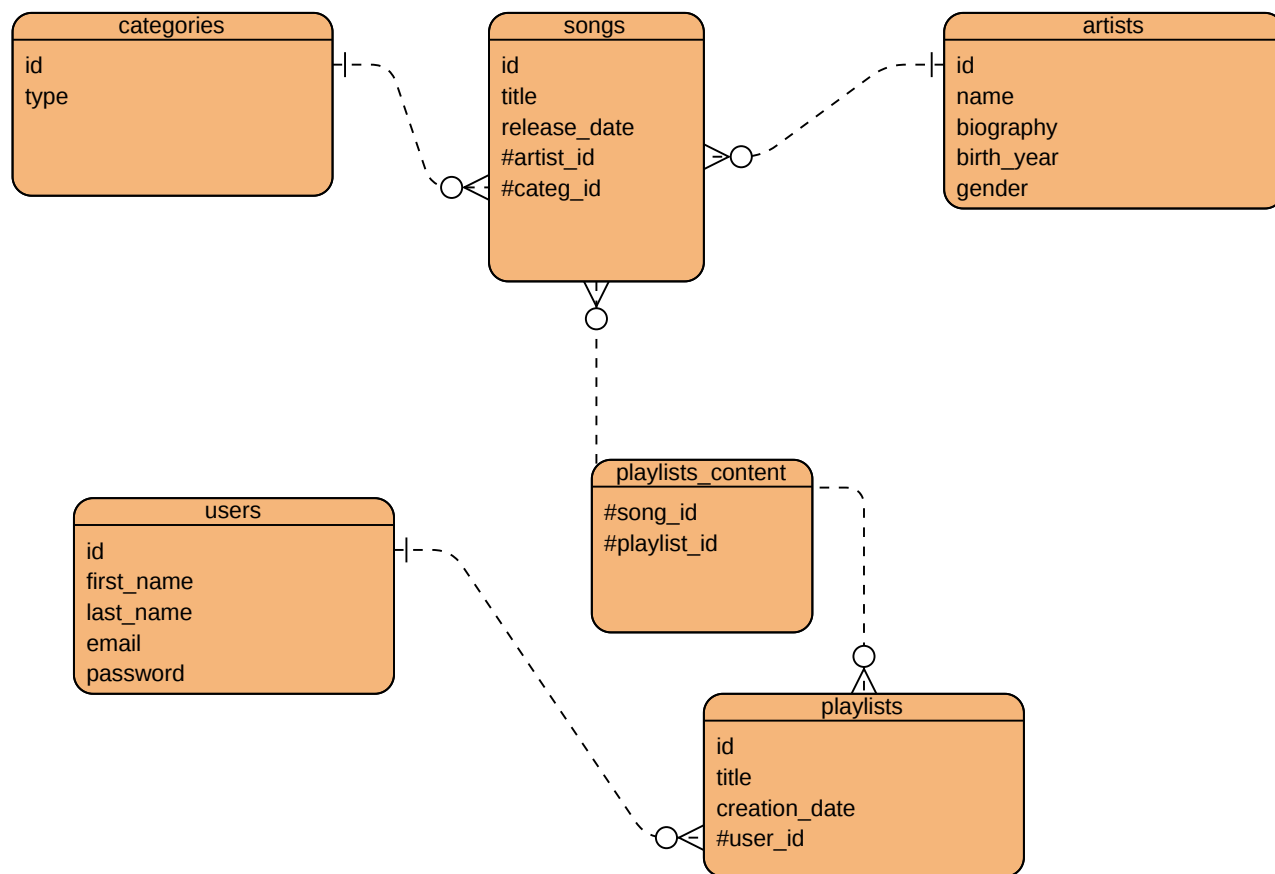 categories
id
type
songs
id
title
release_date
#artist_id
#categ_id
artists
id
name
biography
birth_year
gender
playlists_content
#song_id
#playlist_id
users
id
first_name
last_name
email
password
playlists
id
title
creation_date
#user_id